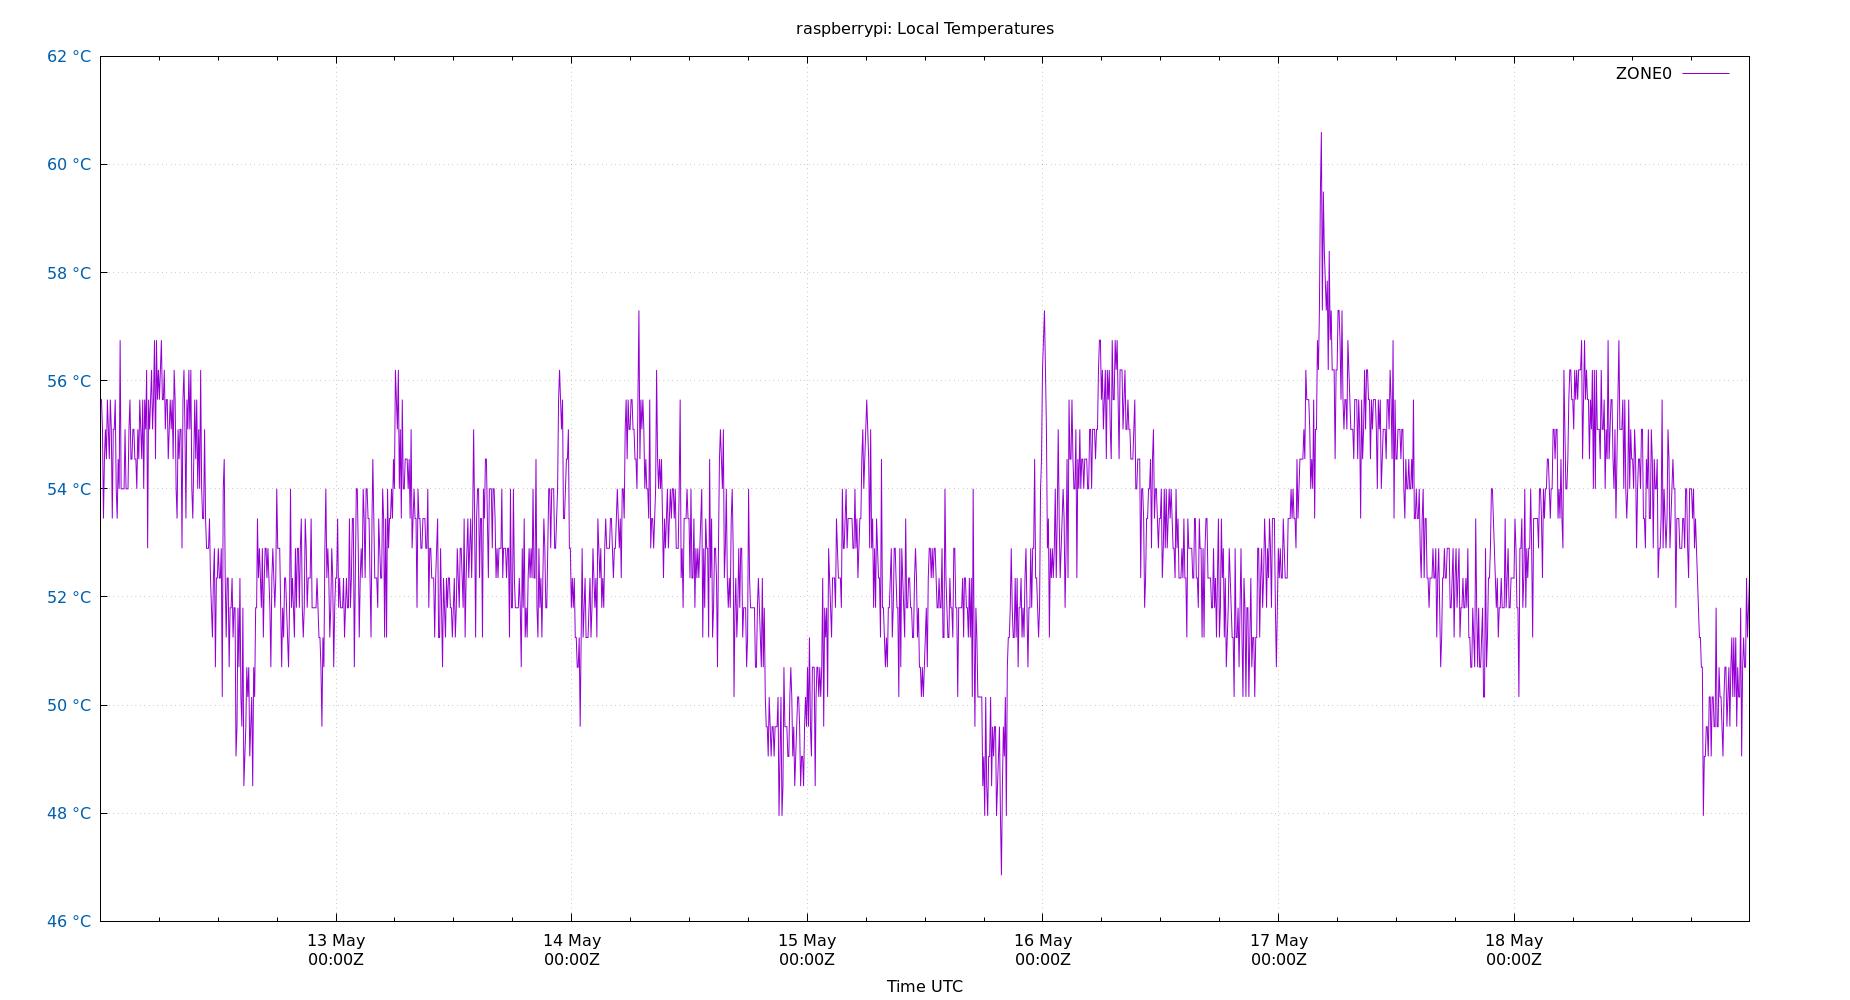 raspberrypi: Local Temperatures
62 °C
ZONE0
60 °C
58 °C
56 °C
54 °C
52 °C
50 °C
48 °C
46 °C
13 May 14 May 15 May 16 May 17 May 18 May
00:00Z 00:00Z 00:00Z 00:00Z 00:00Z 00:00Z
Time UTC